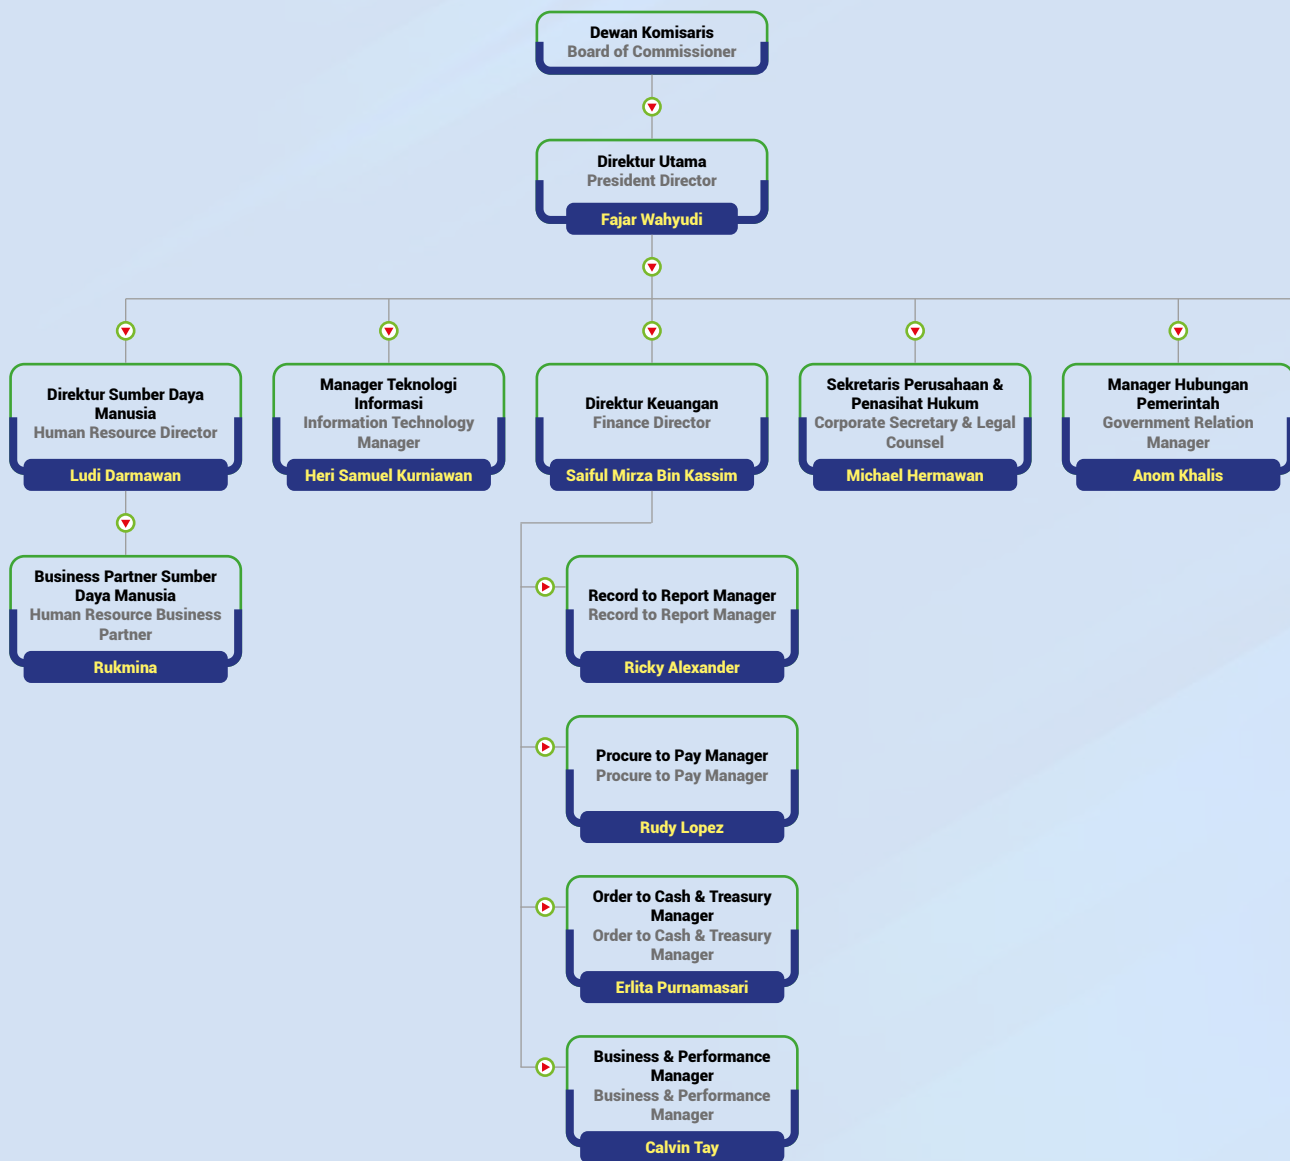 Dewan Komisaris
Board of Commissioner
Direktur Utama
President Director
Fajar Wahyudi
Direktur Sumber Daya
Manusia
Human Resource Director
Ludi Darmawan
Manager Teknologi
Informasi
Information Technology
Manager
Heri Samuel Kurniawan
Direktur Keuangan
Finance Director
Saiful Mirza Bin Kassim
Sekretaris Perusahaan &
Penasihat Hukum
Corporate Secretary & Legal
Counsel
Michael Hermawan
Manager Hubungan
Pemerintah
Government Relation
Manager
Anom Khalis
Business Partner Sumber
Daya Manusia
Human Resource Business
Partner
Rukmina
Record to Report Manager
Record to Report Manager
Ricky Alexander
Procure to Pay Manager
Procure to Pay Manager
Rudy Lopez
Order to Cash & Treasury
Manager
Order to Cash & Treasury
Manager
Erlita Purnamasari
Business & Performance
Manager
Business & Performance
Manager
Calvin Tay